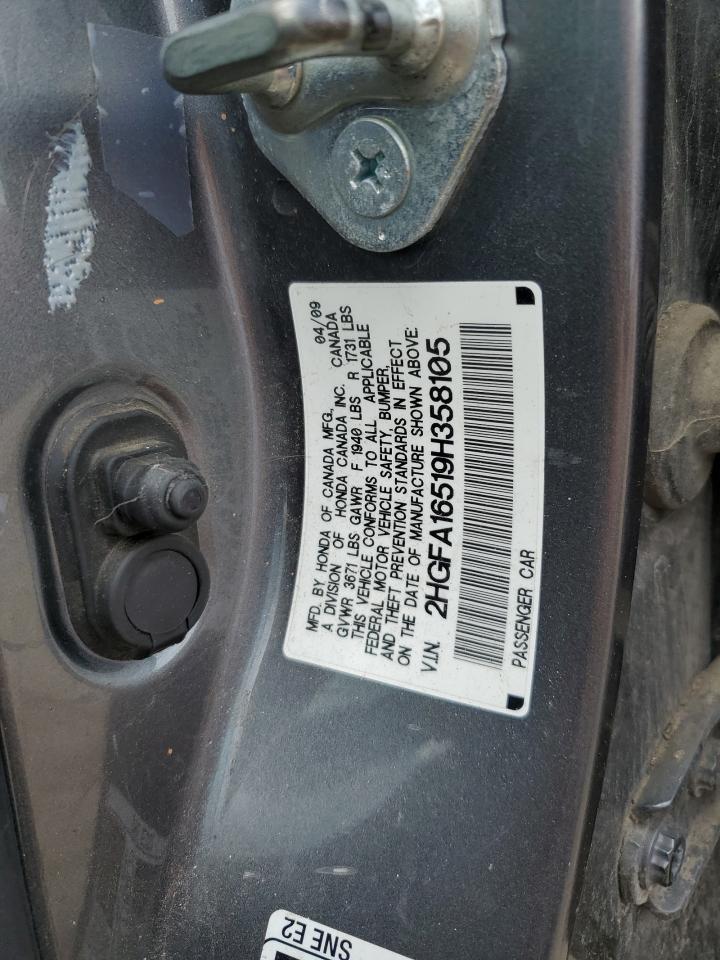 MFD. BY HONDA OF CANADA MFG., 04/09
A DIVISION OF HONDA CANADA INC. CANADA
GVWR 3671 LBS GAWR F 1940 LBS R 1731 LBS
THIS VEHICLE CONFORMS TO ALL APPLICABLE
FEDERAL MOTOR VEHICLE SAFETY, BUMPER,
AND THEFT PREVENTION STANDARDS IN EFFECT
ON THE DATE OF MANUFACTURE SHOWN ABOVE:
V.I.N. 2HGFA16519H358105
PASSENGER CAR
SNE E2